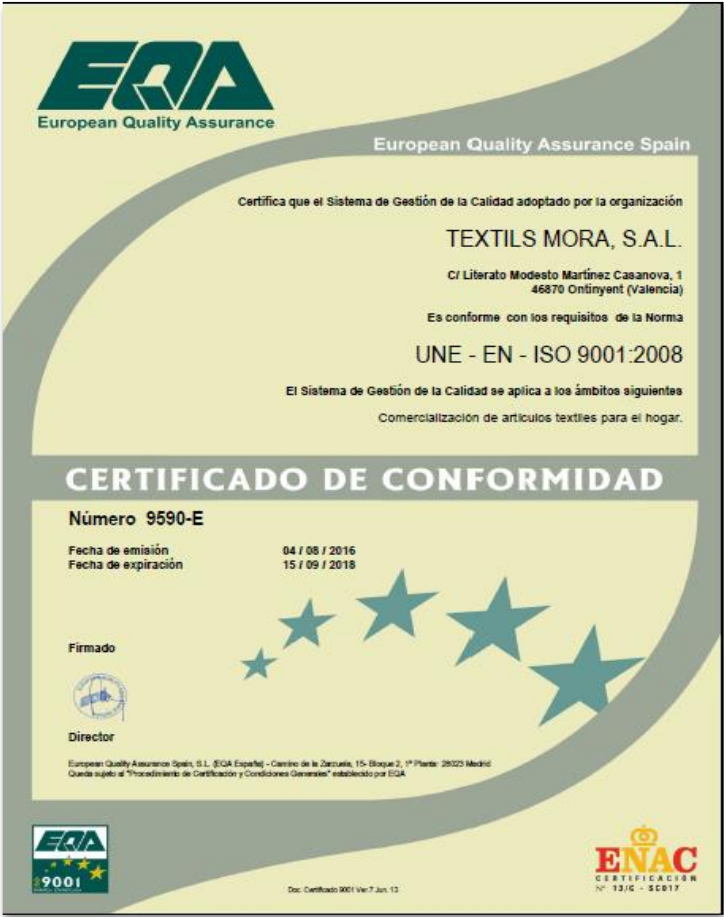 EQA
European Quality Assurance
European Quality Assurance Spain
Certifica que el Sistema de Gestión de la Calidad adoptado por la organización
TEXTILS MORA, S.A.L.
C/ Literato Modesto Martínez Casanova, 1
46870 Ontinyent (Valencia)
Es conforme con los requisitos de la Norma
UNE - EN - ISO 9001:2008
El Sistema de Gestión de la Calidad se aplica a los ámbitos siguientes
Comercialización de artículos textiles para el hogar.
CERTIFICADO DE CONFORMIDAD
Número 9590-E
Fecha de emisión 04 / 08 / 2016
Fecha de expiración 15 / 09 / 2018
Firmado
Director
European Quality Assurance Spain, S.L. (EQA España) - Camino de la Zarzuela, 15- Bloque 2, 1ª Planta- 28023 Madrid
Queda sujeto al "Procedimiento de Certificación y Condiciones Generales" establecido por EQA
EQA
9001
ENAC
CERTIFICACIÓN
Nº 13/C - SC017
Doc. Certificado 9001 Ver.7 Jun. 13